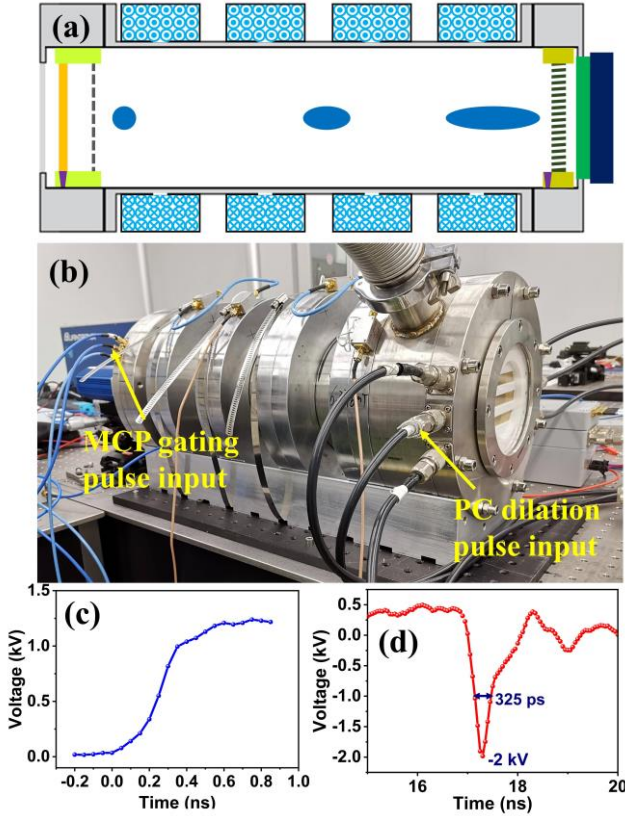 (a)
(b)
MCP gating
pulse input
PC dilation
pulse input
(c)
1.5
1.0
0.5
0.0
Voltage (kV)
-0.2 0.0 0.2 0.4 0.6 0.8 1.0
Time (ns)
(d)
0.5
0.0
-0.5
-1.0
-1.5
-2.0
Voltage (kV)
325 ps
-2 kV
16 18 20
Time (ns)